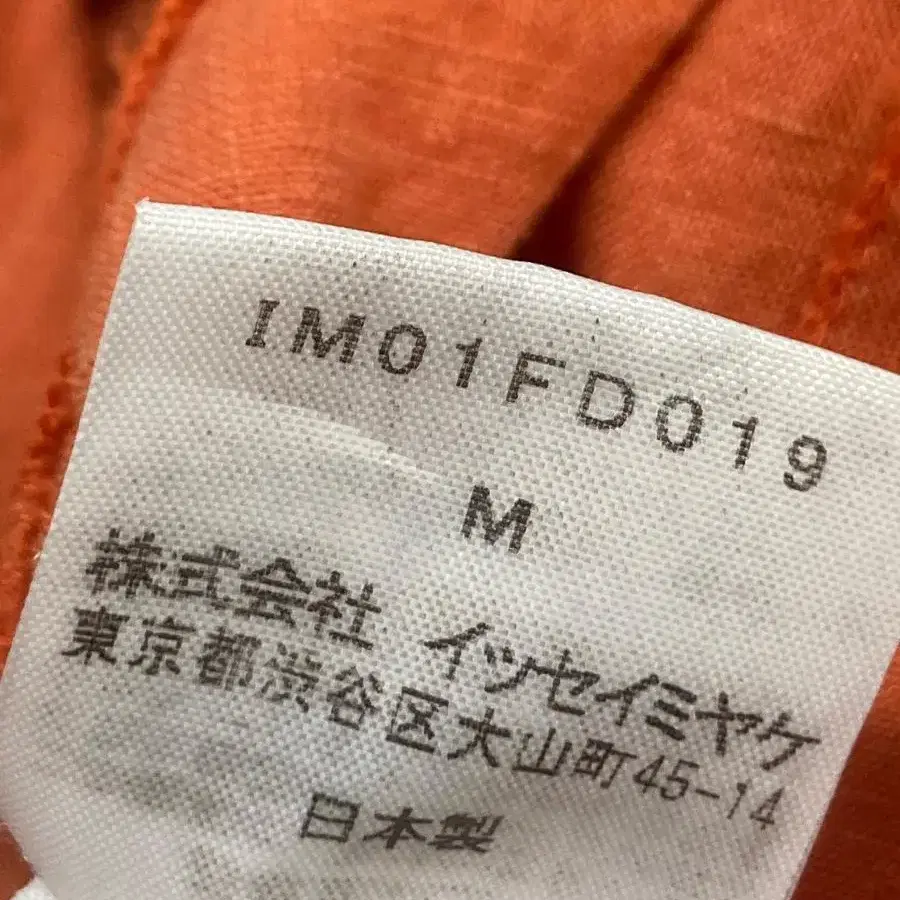 IM01FD019
M
株式会社 イッセイミヤケ
東京都渋谷区大山町45-14
日本製